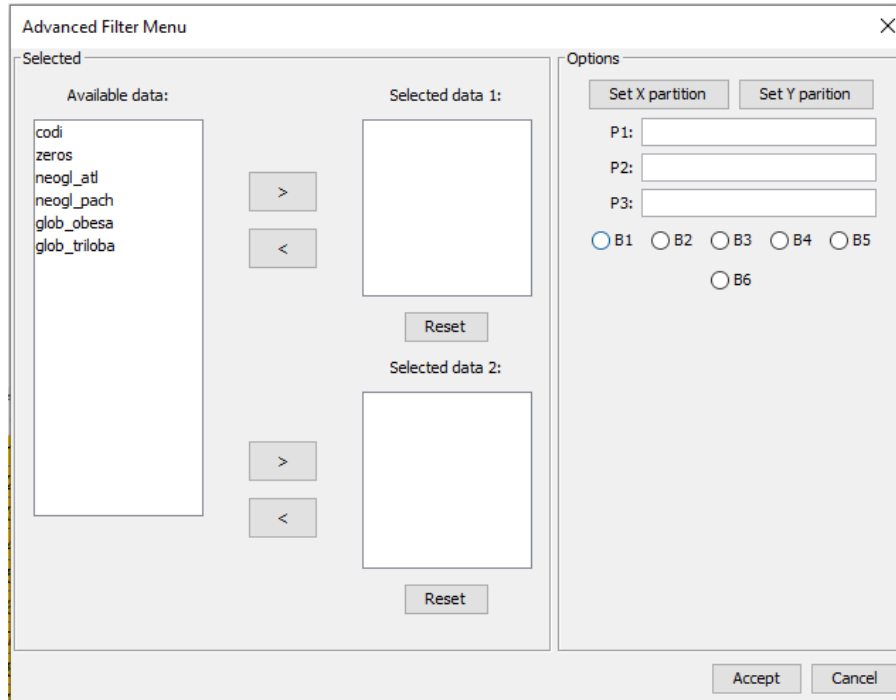 Advanced Filter Menu
Selected
Available data:
codi
zeros
neogl_atl
neogl_pach
glob_obesa
glob_triloba
>
<
>
<
Selected data 1:
Reset
Selected data 2:
Reset
Options
Set X partition Set Y parition
P1:
P2:
P3:
B1 B2 B3 B4 B5
B6
Accept Cancel